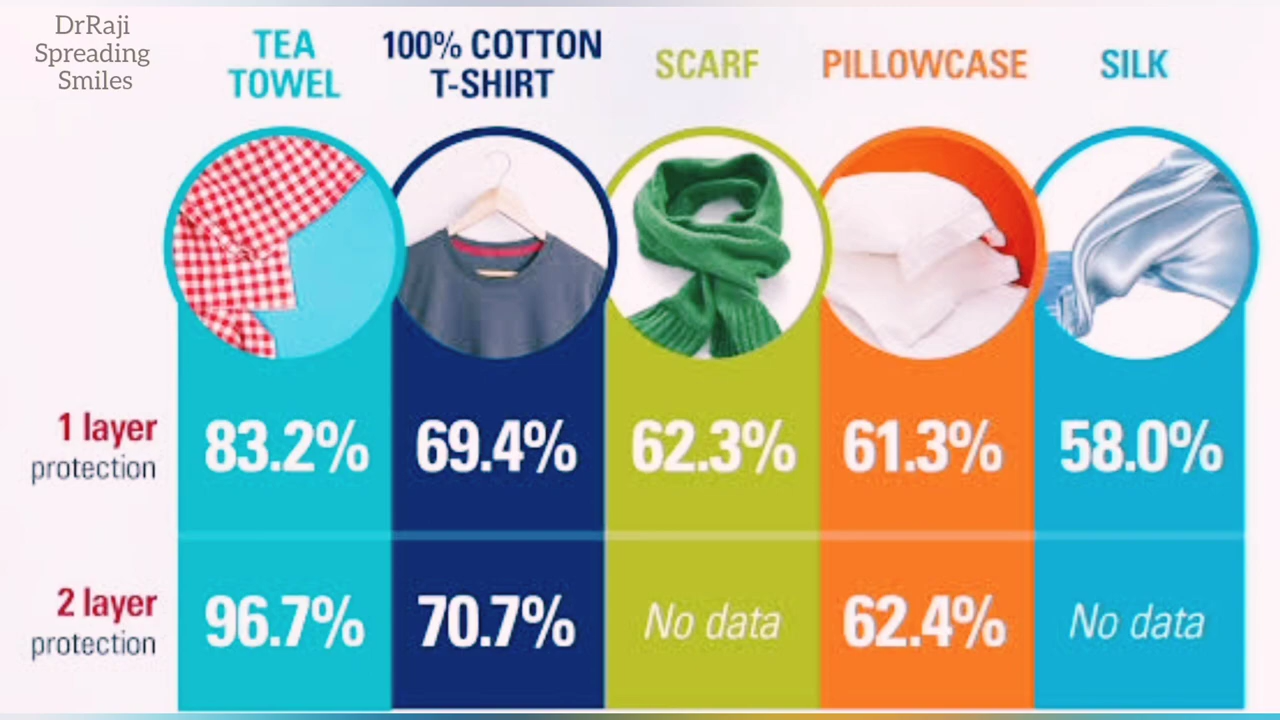 DrRaji
Spreading
Smiles
TEA
TOWEL
100% COTTON
T-SHIRT
SCARF
PILLOWCASE
SILK
1 layer
protection
83.2%
69.4%
62.3%
61.3%
58.0%
2 layer
protection
96.7%
70.7%
No data
62.4%
No data